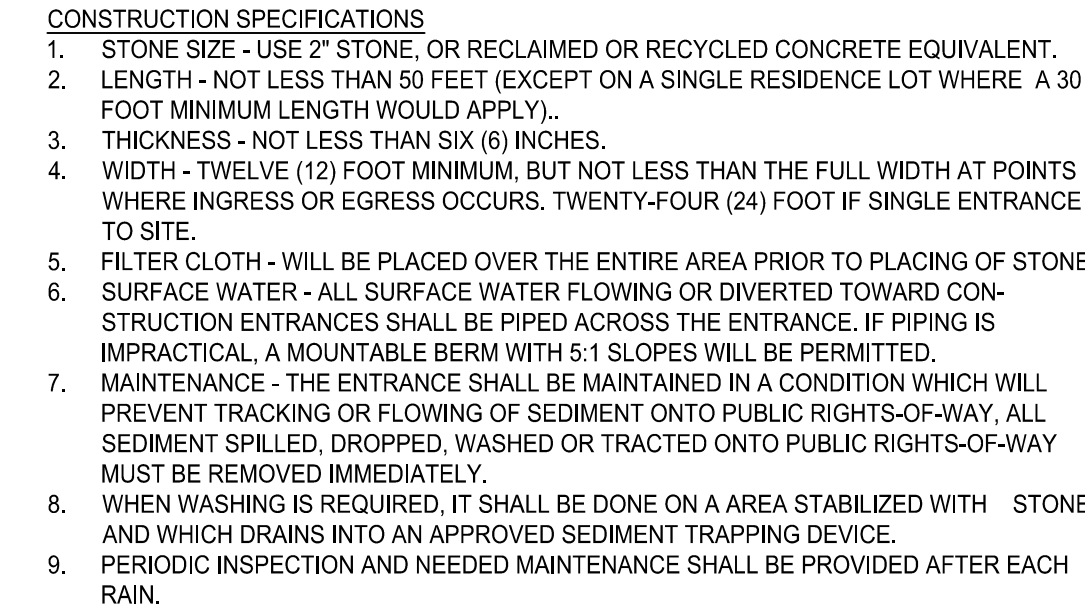 CONSTRUCTION SPECIFICATIONS
1. STONE SIZE - USE 2" STONE, OR RECLAIMED OR RECYCLED CONCRETE EQUIVALENT.
2. LENGTH - NOT LESS THAN 50 FEET (EXCEPT ON A SINGLE RESIDENCE LOT WHERE A 30
FOOT MINIMUM LENGTH WOULD APPLY)..
3. THICKNESS - NOT LESS THAN SIX (6) INCHES.
4. WIDTH - TWELVE (12) FOOT MINIMUM, BUT NOT LESS THAN THE FULL WIDTH AT POINTS
WHERE INGRESS OR EGRESS OCCURS. TWENTY-FOUR (24) FOOT IF SINGLE ENTRANCE
TO SITE.
5. FILTER CLOTH - WILL BE PLACED OVER THE ENTIRE AREA PRIOR TO PLACING OF STONE
6. SURFACE WATER - ALL SURFACE WATER FLOWING OR DIVERTED TOWARD CON-
STRUCTION ENTRANCES SHALL BE PIPED ACROSS THE ENTRANCE. IF PIPING IS
IMPRACTICAL, A MOUNTABLE BERM WITH 5:1 SLOPES WILL BE PERMITTED.
7. MAINTENANCE - THE ENTRANCE SHALL BE MAINTAINED IN A CONDITION WHICH WILL
PREVENT TRACKING OR FLOWING OF SEDIMENT ONTO PUBLIC RIGHTS-OF-WAY, ALL
SEDIMENT SPILLED, DROPPED, WASHED OR TRACTED ONTO PUBLIC RIGHTS-OF-WAY
MUST BE REMOVED IMMEDIATELY.
8. WHEN WASHING IS REQUIRED, IT SHALL BE DONE ON A AREA STABILIZED WITH STONE
AND WHICH DRAINS INTO AN APPROVED SEDIMENT TRAPPING DEVICE.
9. PERIODIC INSPECTION AND NEEDED MAINTENANCE SHALL BE PROVIDED AFTER EACH
RAIN.